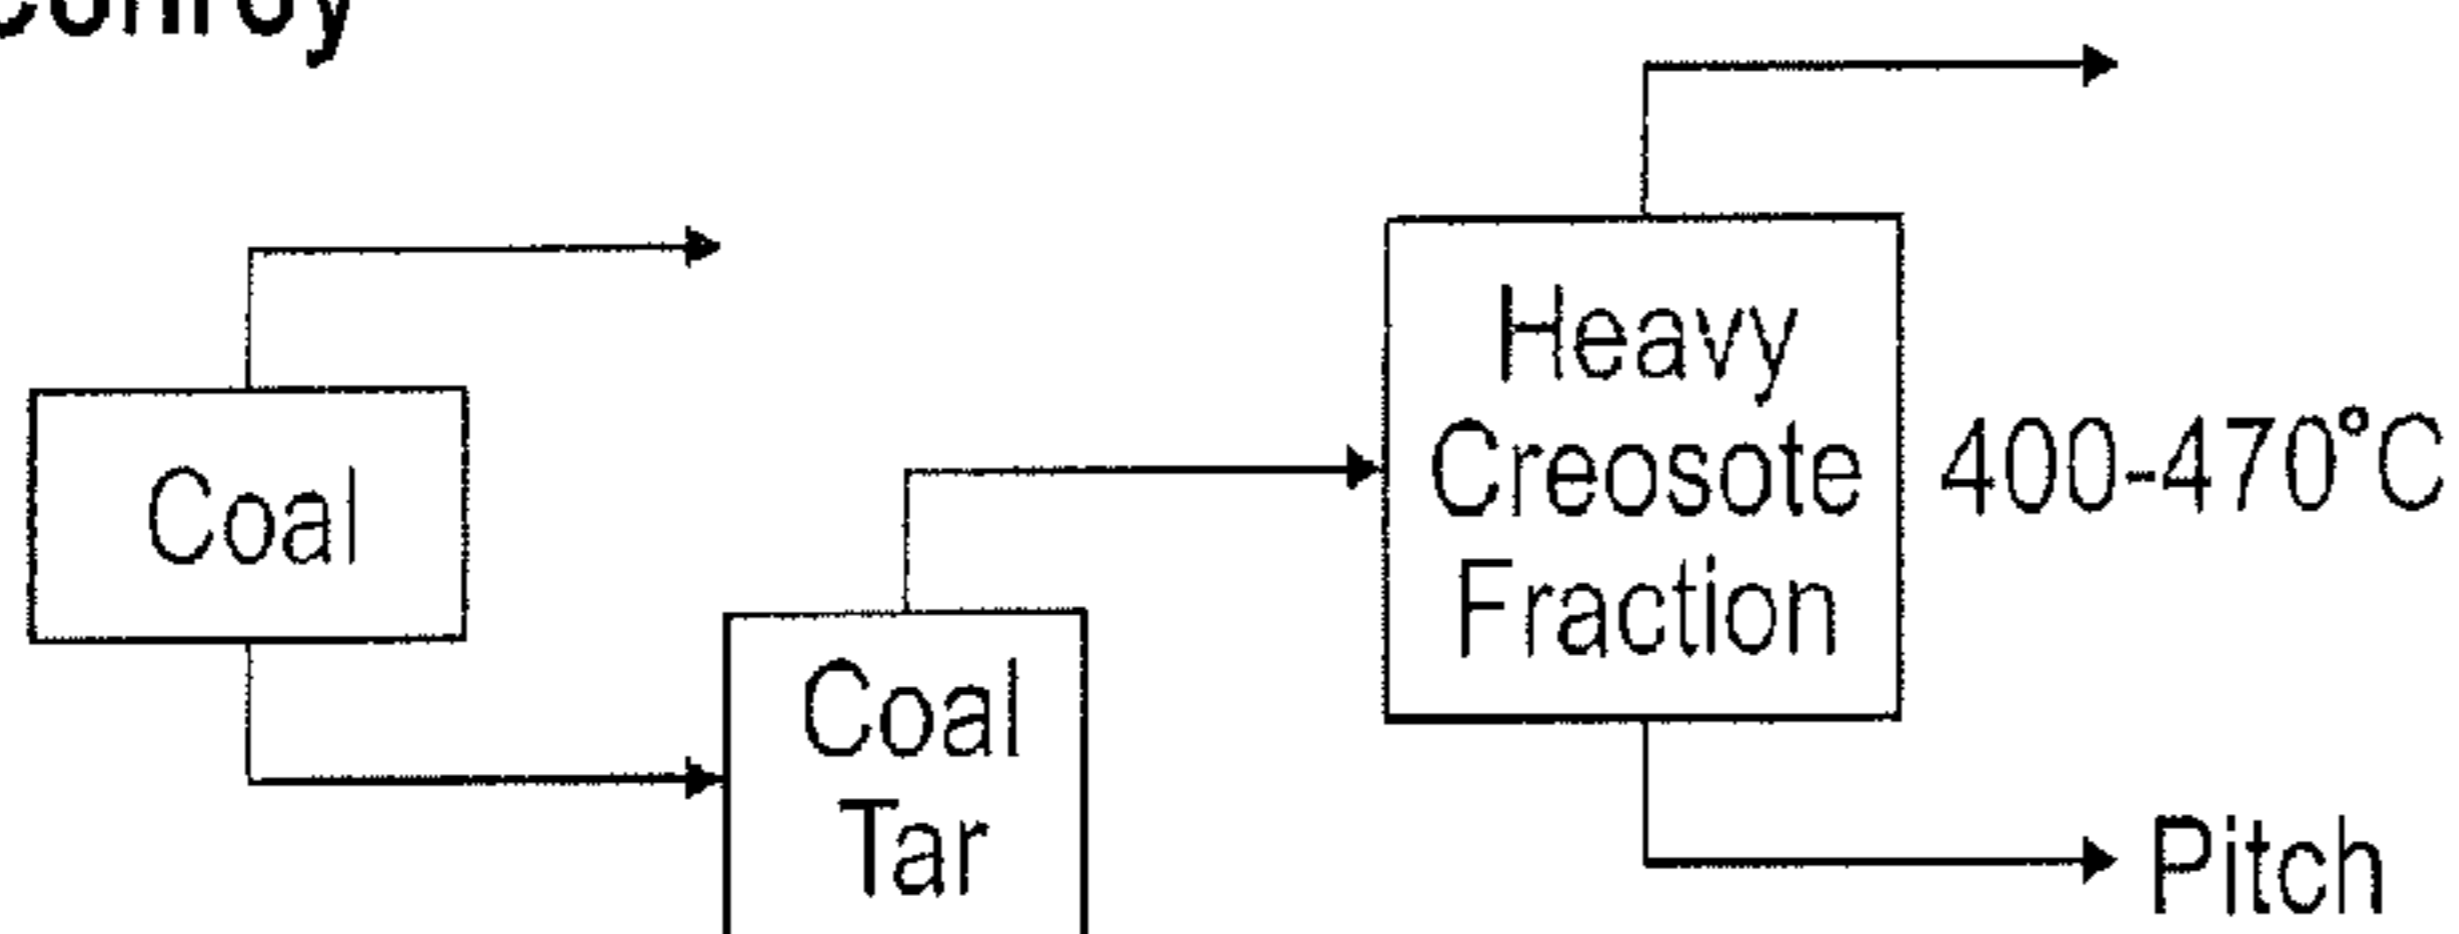 Coal
Coal
Tar
Heavy
Creosote
Fraction
400-470°C
Pitch